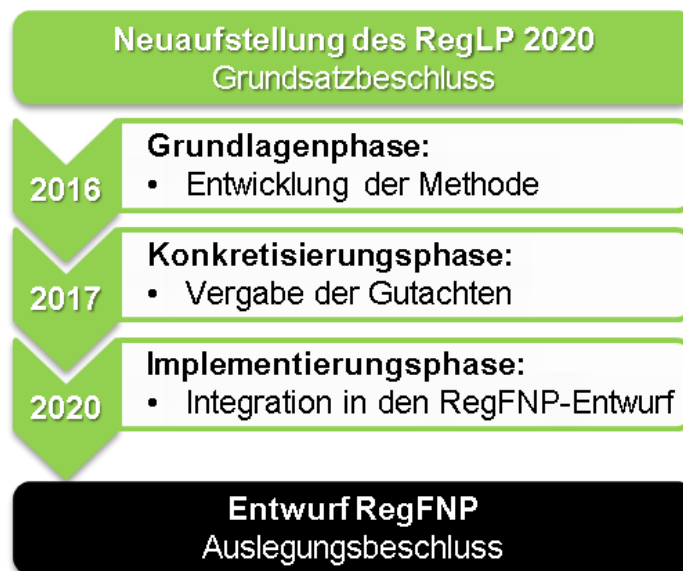 Neuaufstellung des RegLP 2020
Grundsatzbeschluss
2016
Grundlagenphase:
• Entwicklung der Methode
2017
Konkretisierungsphase:
• Vergabe der Gutachten
2020
Implementierungsphase:
• Integration in den RegFNP-Entwurf
Entwurf RegFNP
Auslegungsbeschluss